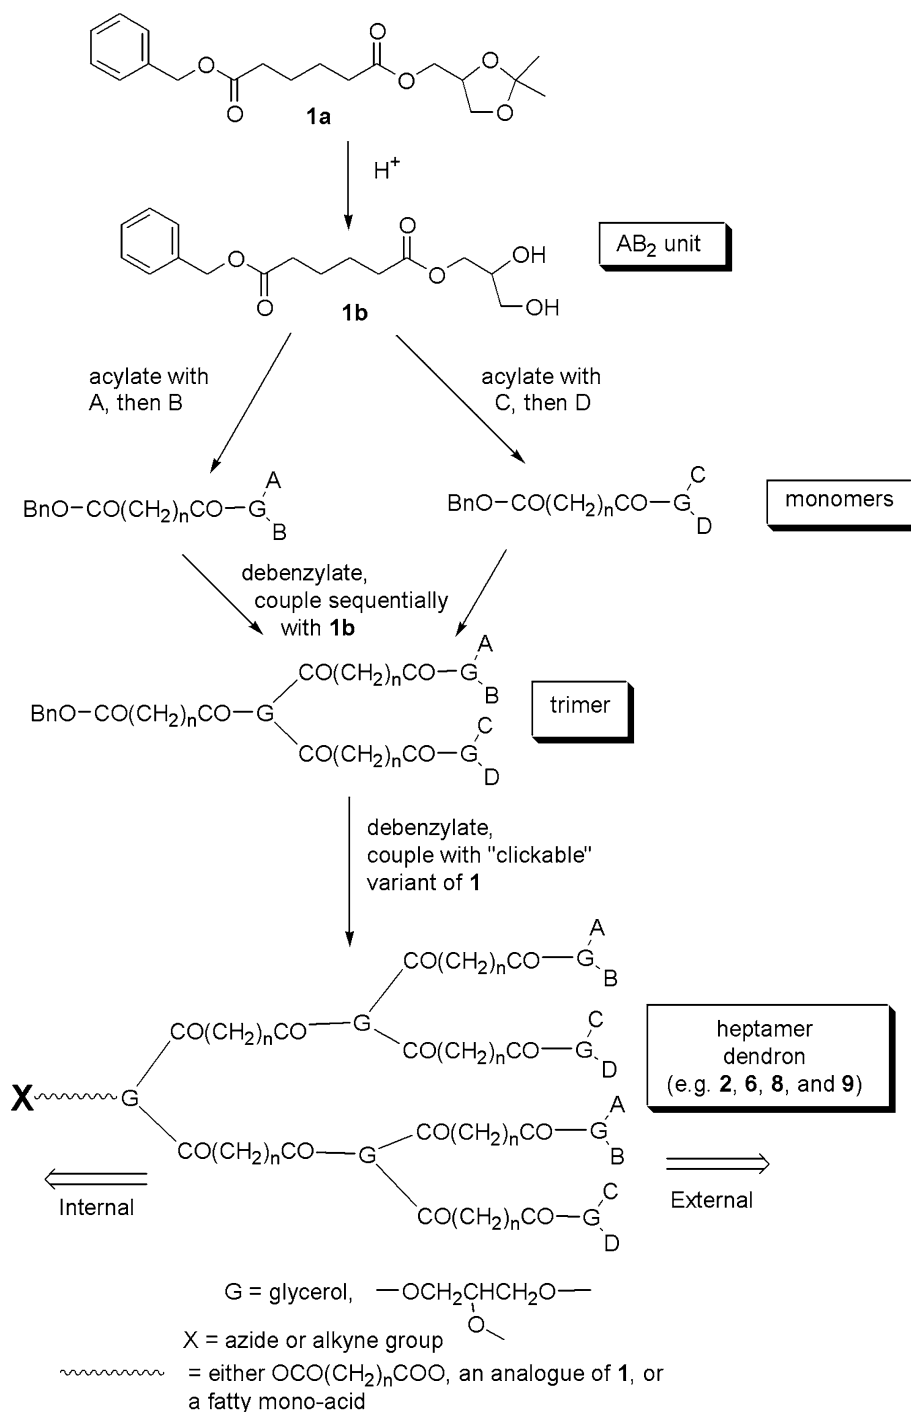 O
O
O
O
O
O
1a
H⁺
O
O
O
O
OH
OH
1b
AB₂ unit
acylate with
A, then B
acylate with
C, then D
A
BnO–CO(CH₂)ₙCO–G
B
C
BnO–CO(CH₂)ₙCO–G
D
monomers
debenzylate,
couple sequentially
with 1b
A
CO(CH₂)ₙCO–G
B
BnO–CO(CH₂)ₙCO–G
C
CO(CH₂)ₙCO–G
D
trimer
debenzylate,
couple with "clickable"
variant of 1
A
CO(CH₂)ₙCO—G
B
CO(CH₂)ₙCO—G
C
CO(CH₂)ₙCO—G
D
X G
A
CO(CH₂)ₙCO—G
B
CO(CH₂)ₙCO—G
C
CO(CH₂)ₙCO—G
D
heptamer
dendron
(e.g. 2, 6, 8, and 9)
Internal
External
G = glycerol, —OCH₂CHCH₂O—
O
X = azide or alkyne group
= either OCO(CH₂)ₙCOO, an analogue of 1, or
a fatty mono-acid